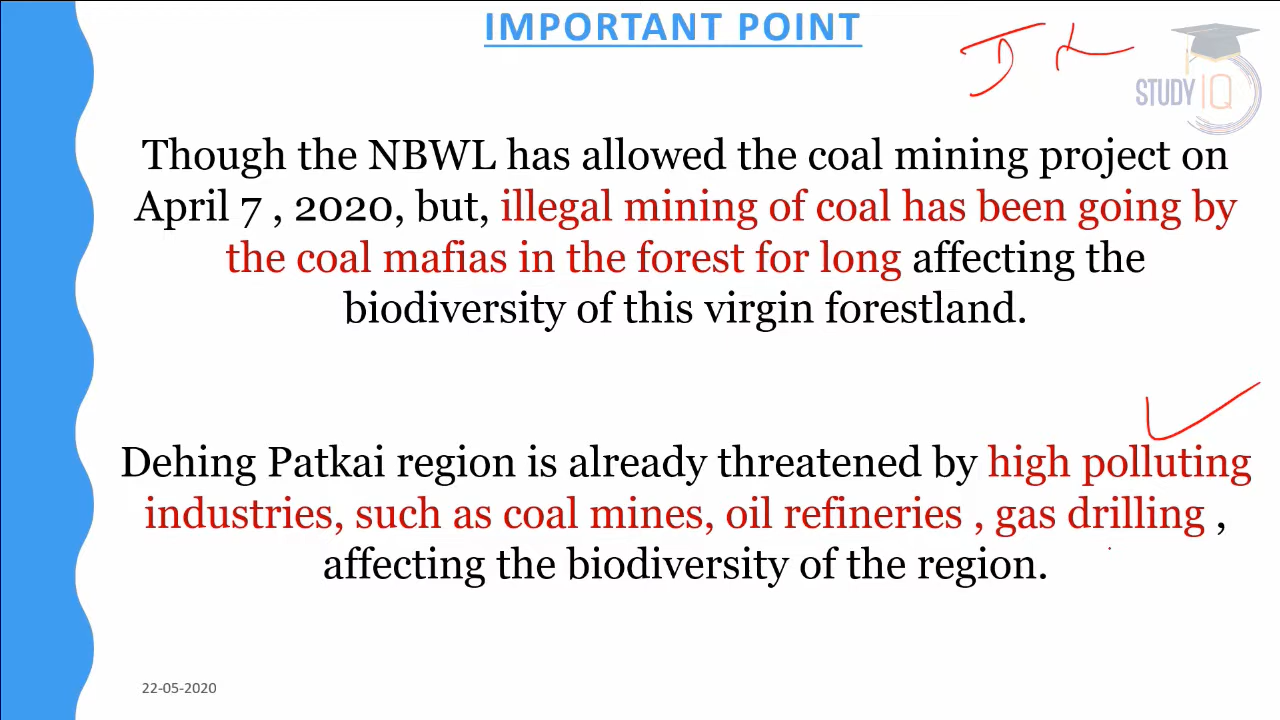 IMPORTANT POINT
STUDY IQ
Though the NBWL has allowed the coal mining project on
April 7 , 2020, but, illegal mining of coal has been going by
the coal mafias in the forest for long affecting the
biodiversity of this virgin forestland.
Dehing Patkai region is already threatened by high polluting
industries, such as coal mines, oil refineries , gas drilling ,
affecting the biodiversity of the region.
22-05-2020